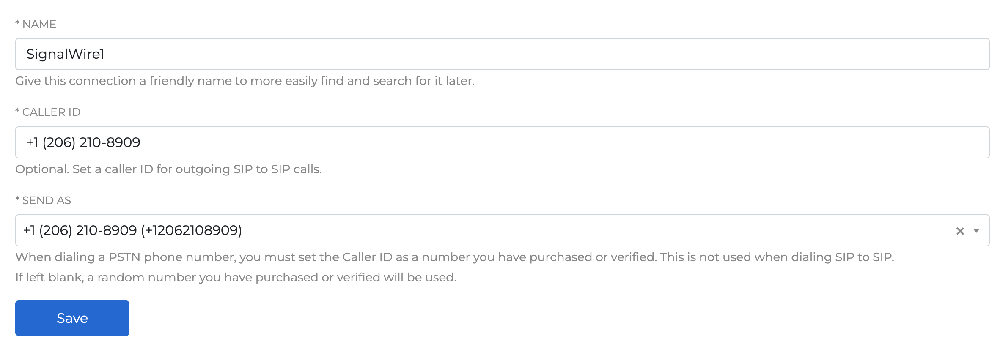 * NAME
SignalWire1
Give this connection a friendly name to more easily find and search for it later.
* CALLER ID
+1 (206) 210-8909
Optional. Set a caller ID for outgoing SIP to SIP calls.
* SEND AS
+1 (206) 210-8909 (+12062108909)
When dialing a PSTN phone number, you must set the Caller ID as a number you have purchased or verified. This is not used when dialing SIP to SIP.
If left blank, a random number you have purchased or verified will be used.
Save